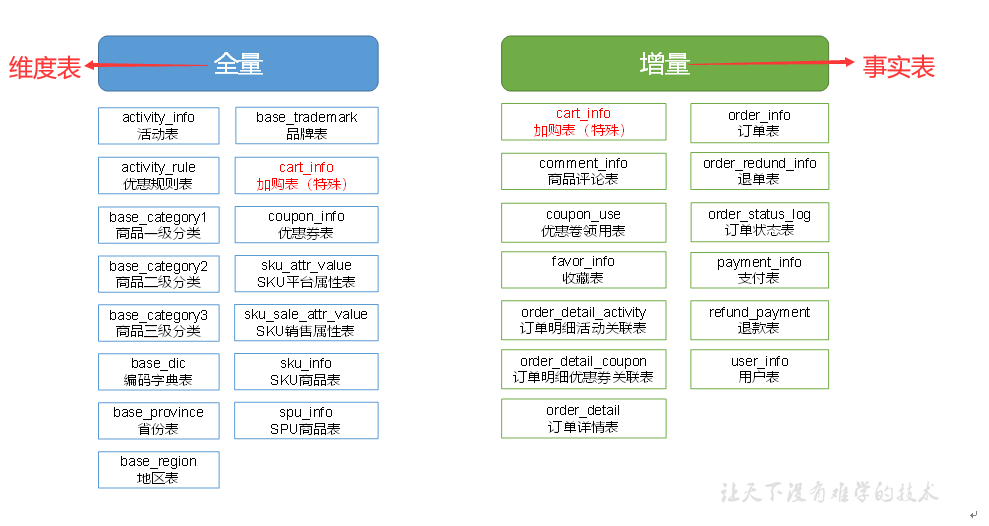 维度表
全量
activity_info
活动表
base_trademark
品牌表
activity_rule
优惠规则表
cart_info
加购表（特殊）
base_category1
商品一级分类
coupon_info
优惠券表
base_category2
商品二级分类
sku_attr_value
SKU平台属性表
base_category3
商品三级分类
sku_sale_attr_value
SKU销售属性表
base_dic
编码字典表
sku_info
SKU商品表
base_province
省份表
spu_info
SPU商品表
base_region
地区表
增量
事实表
cart_info
加购表（特殊）
order_info
订单表
comment_info
商品评论表
order_redund_info
退单表
coupon_use
优惠卷领用表
order_status_log
订单状态表
favor_info
收藏表
payment_info
支付表
order_detail_activity
订单明细活动关联表
refund_payment
退款表
order_detail_coupon
订单明细优惠券关联表
user_info
用户表
order_detail
订单详情表
让天下没有难学的技术